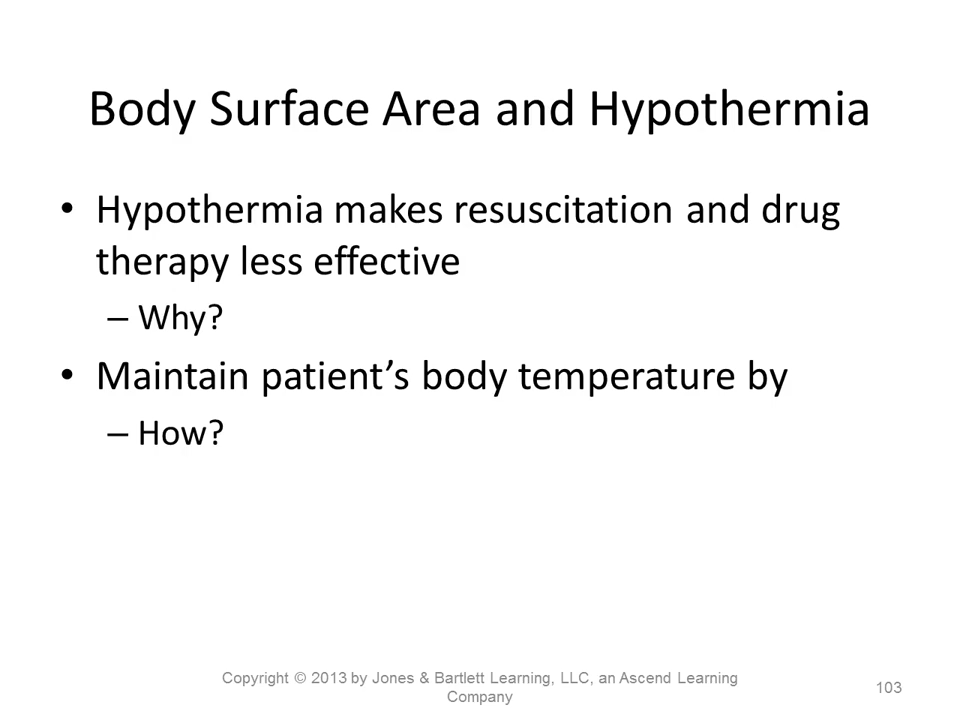 Body Surface Area and Hypothermia
• Hypothermia makes resuscitation and drug
therapy less effective
– Why?
• Maintain patient’s body temperature by
– How?
Copyright © 2013 by Jones & Bartlett Learning, LLC, an Ascend Learning
Company
103